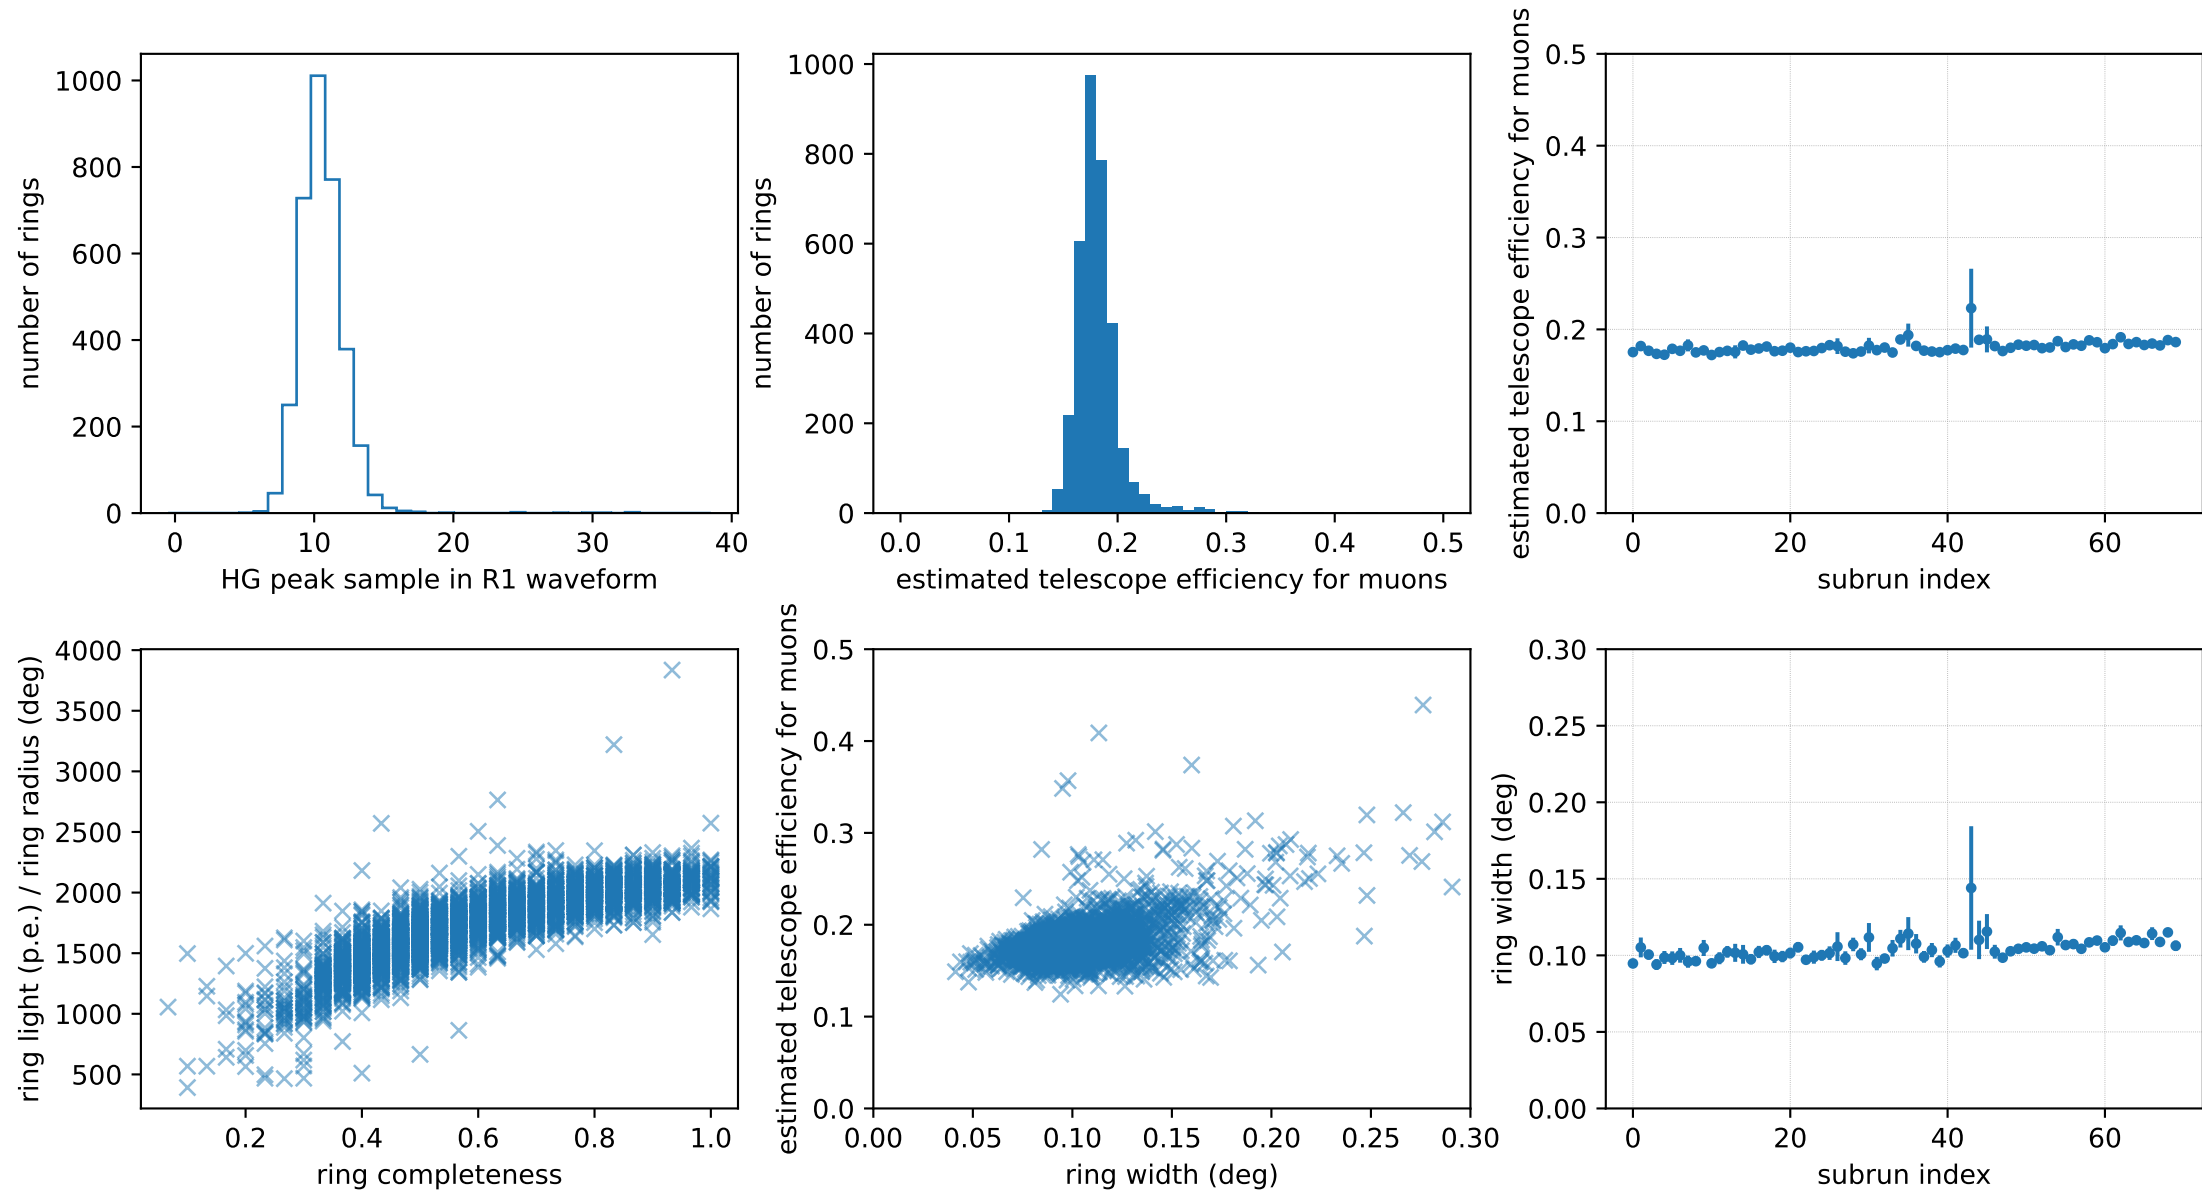 number of rings
1000
800
600
400
200
0
0 10 20 30 40
HG peak sample in R1 waveform
number of rings
1000
800
600
400
200
0
0.0 0.1 0.2 0.3 0.4 0.5
estimated telescope efficiency for muons
estimated telescope efficiency for muons
0.5
0.4
0.3
0.2
0.1
0.0
0 20 40 60
subrun index
ring light (p.e.) / ring radius (deg)
4000
3500
3000
2500
2000
1500
1000
500
0.2 0.4 0.6 0.8 1.0
ring completeness
estimated telescope efficiency for muons
0.5
0.4
0.3
0.2
0.1
0.0
0.00 0.05 0.10 0.15 0.20 0.25 0.30
ring width (deg)
ring width (deg)
0.30
0.25
0.20
0.15
0.10
0.05
0.00
0 20 40 60
subrun index